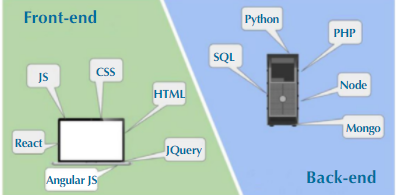 Front-end
Python
PHP
SQL
JS
CSS
HTML
Node
Mongo
React
JQuery
Angular JS
Back-end